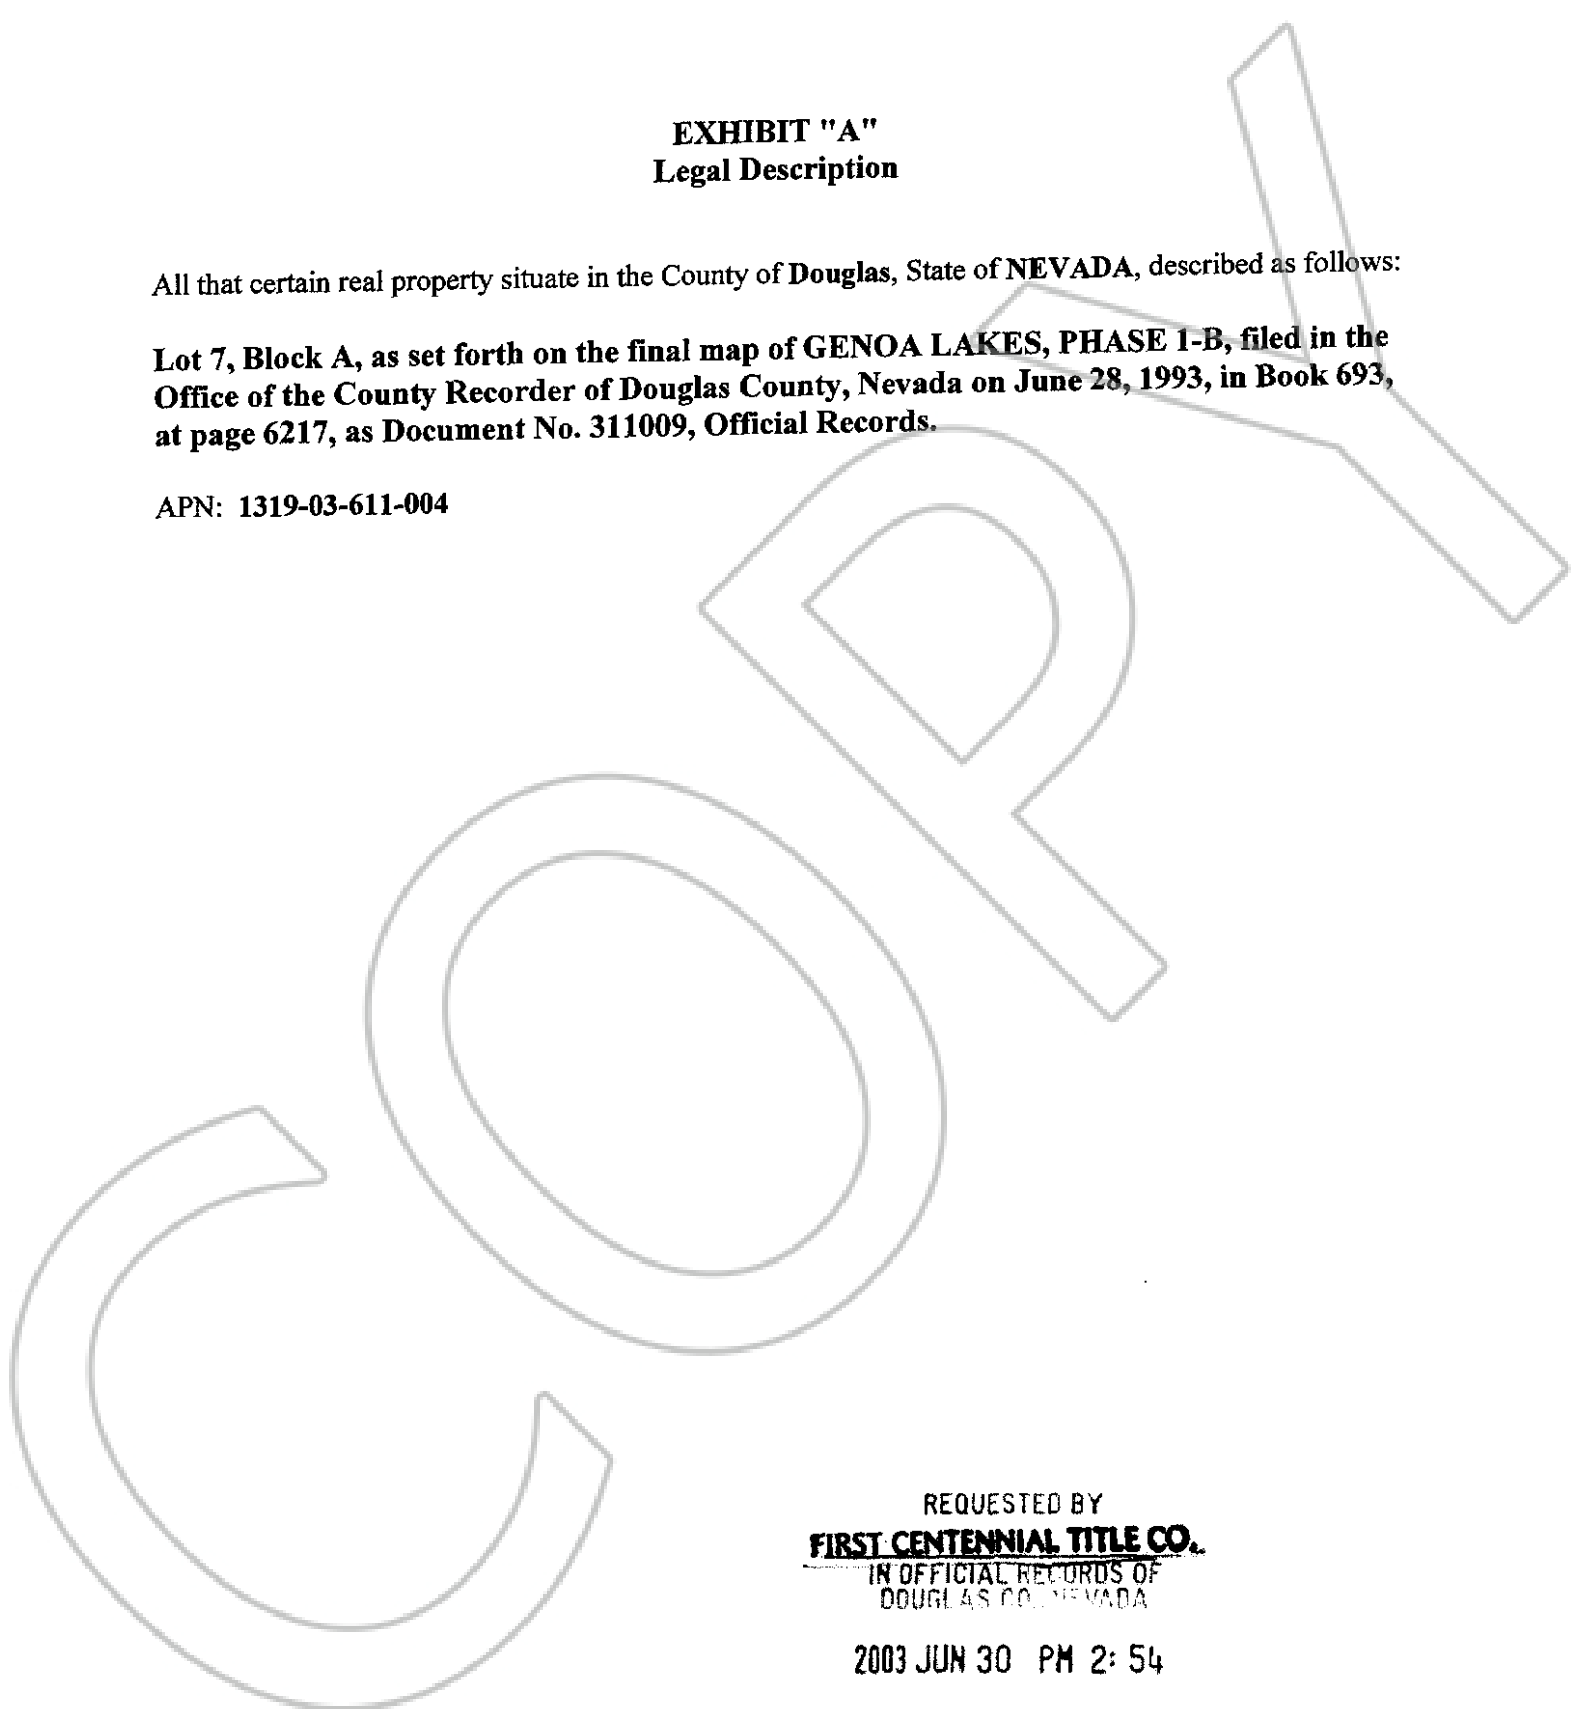 EXHIBIT "A"
Legal Description
All that certain real property situate in the County of Douglas, State of NEVADA, described as follows:
Lot 7, Block A, as set forth on the final map of GENOA LAKES, PHASE 1-B, filed in the
Office of the County Recorder of Douglas County, Nevada on June 28, 1993, in Book 693,
at page 6217, as Document No. 311009, Official Records.
APN: 1319-03-611-004
COPY
REQUESTED BY
FIRST CENTENNIAL TITLE CO.
IN OFFICIAL RECORDS OF
DOUGLAS CO., NEVADA
2003 JUN 30 PM 2: 54